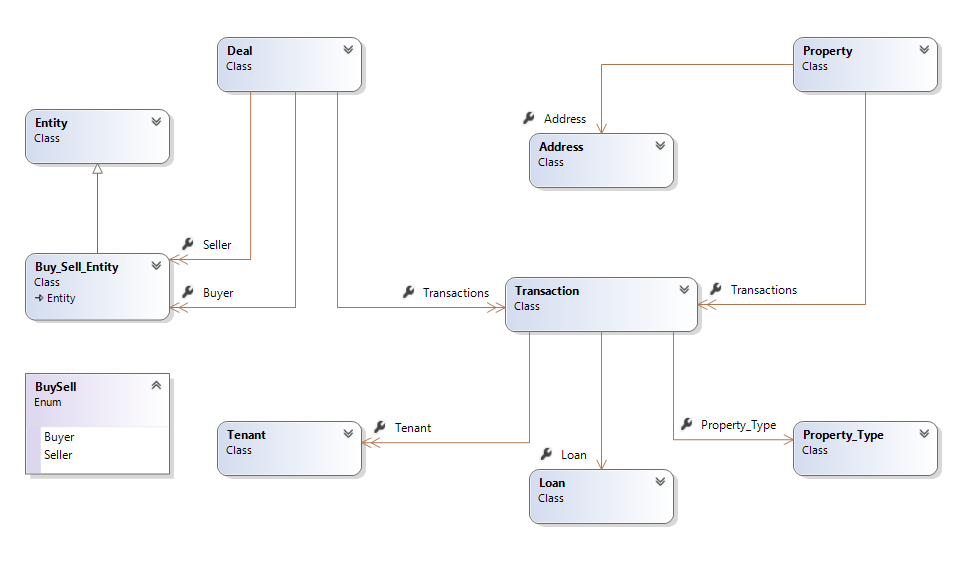 Deal
Class
Property
Class
Entity
Class
Address
Address
Class
Seller
Buy_Sell_Entity
Class
Entity
Buyer
Transactions
Transaction
Class
Transactions
BuySell
Enum
Buyer
Seller
Tenant
Class
Tenant
Loan
Property_Type
Property_Type
Class
Loan
Class